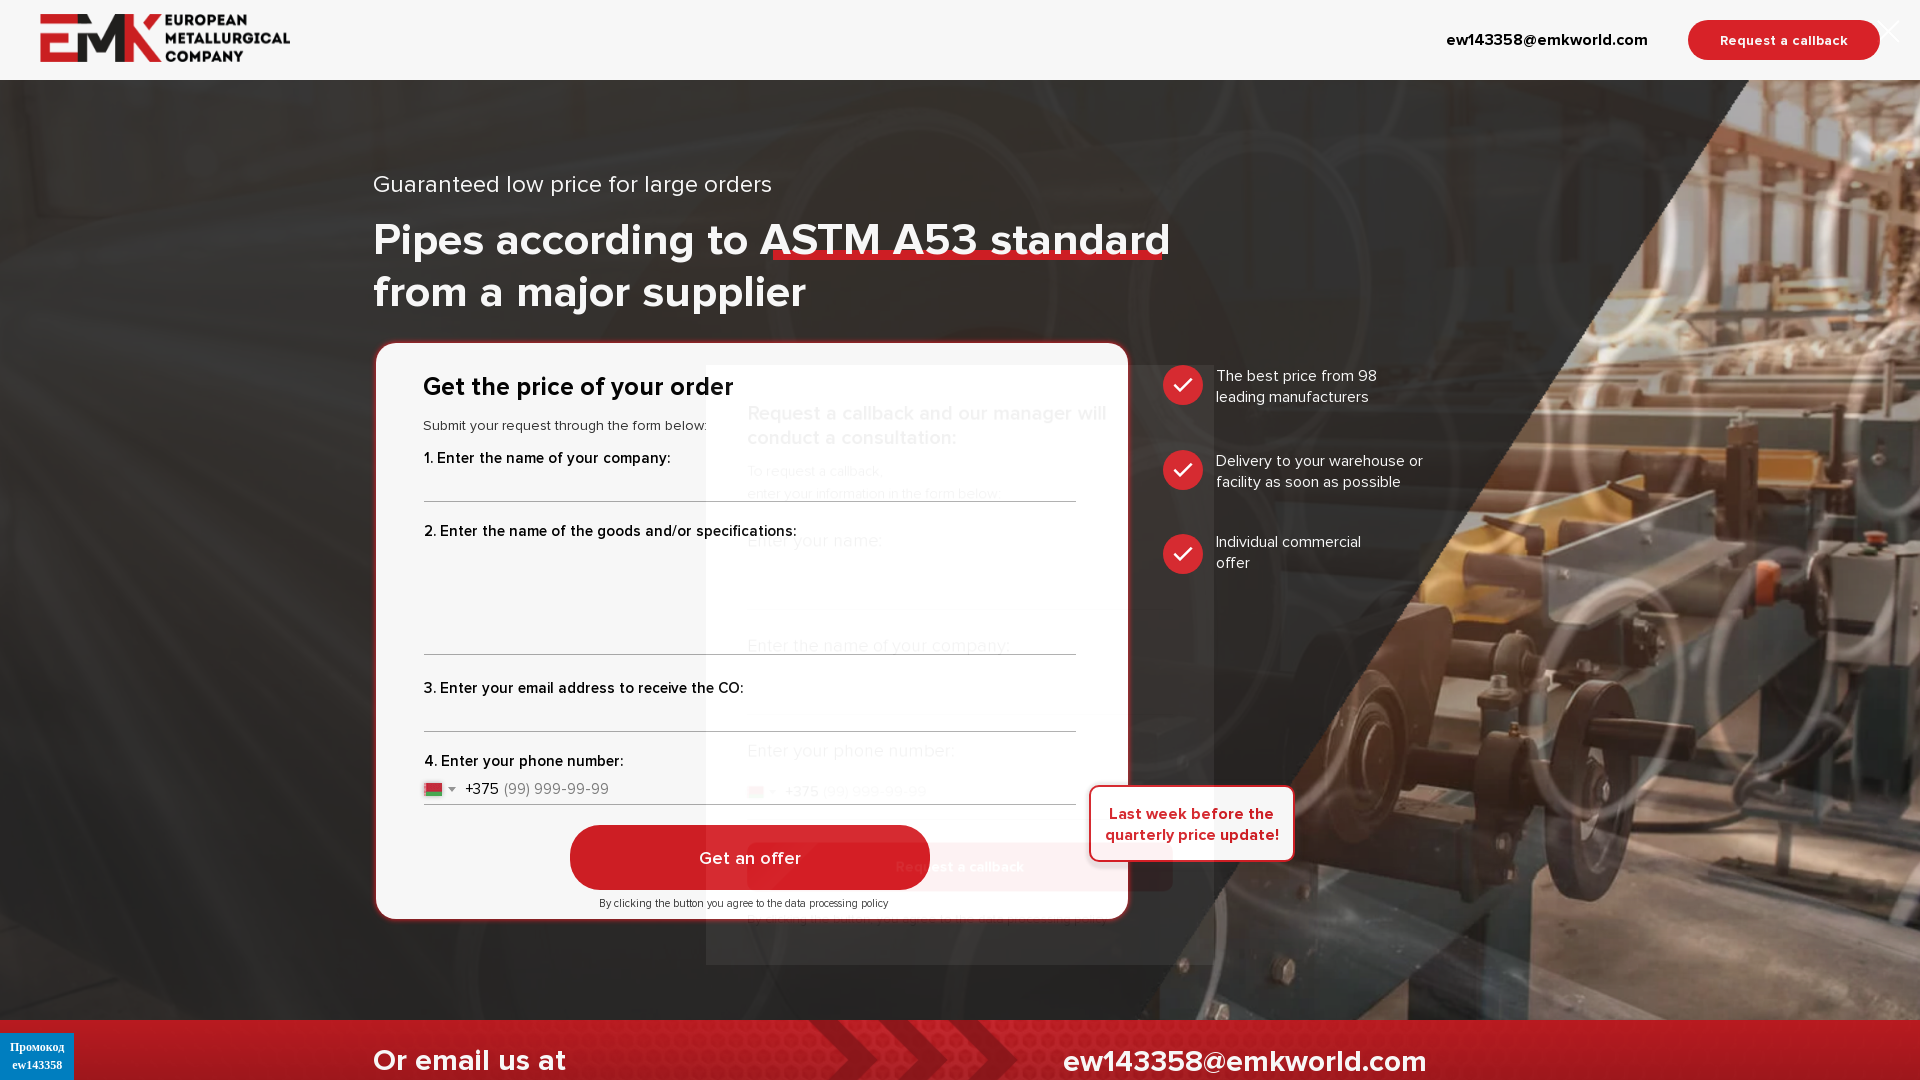 EUROPEAN
METALLURGICAL
COMPANY
EMK
ew143358@emkworld.com
Request a callback
Guaranteed low price for large orders
Pipes according to ASTM A53 standard
from a major supplier
Get the price of your order
Submit your request through the form below:
1. Enter the name of your company:
2. Enter the name of the goods and/or specifications:
3. Enter your email address to receive the CO:
4. Enter your phone number:
+375 (99) 999-99-99
Get an offer
By clicking the button you agree to the data processing policy
Request a callback and our manager will
conduct a consultation:
To request a callback,
enter your information in the form below:
Enter your name:
Enter the name of your company:
Enter your phone number:
+375 (99) 999-99-99
Request a callback
The best price from 98
leading manufacturers
Delivery to your warehouse or
facility as soon as possible
Individual commercial
offer
Last week before the
quarterly price update!
Or email us at
ew143358@emkworld.com
Промокод
ew143358